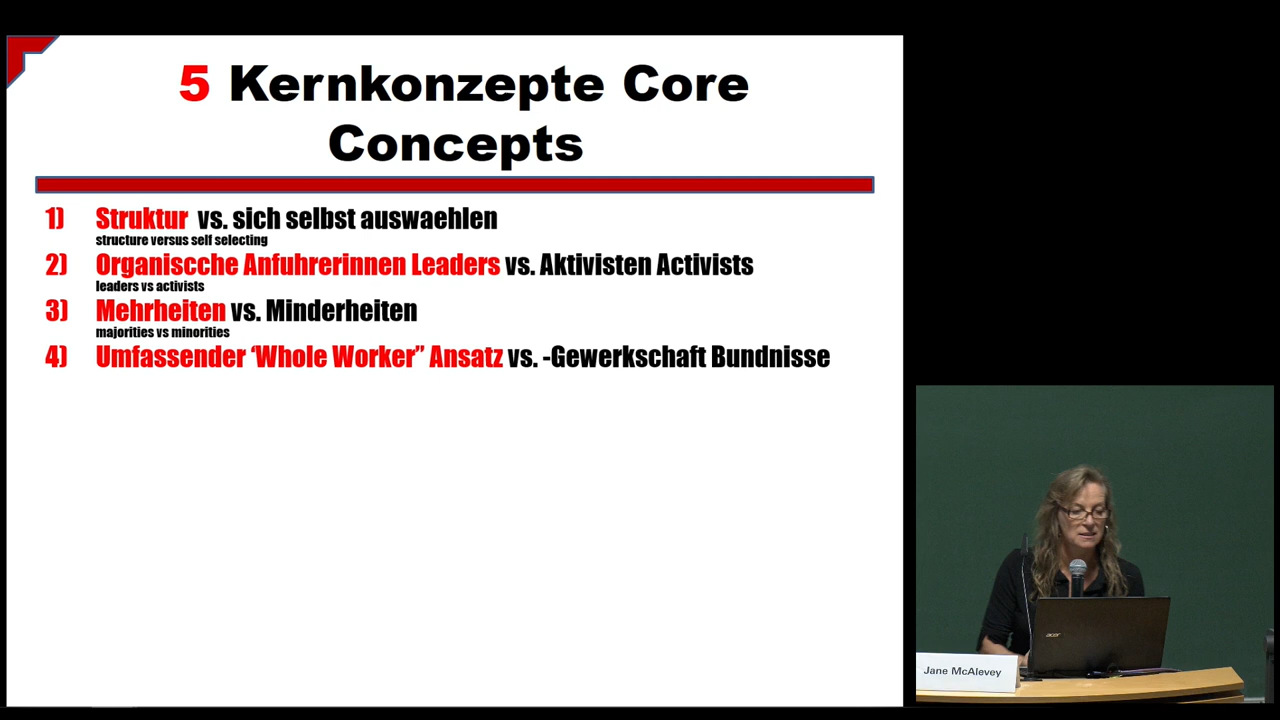 5 Kernkonzepte Core
Concepts
1) Struktur vs. sich selbst auswaehlen
structure versus self selecting
2) Organiscche Anfuhrerinnen Leaders vs. Aktivisten Activists
leaders vs activists
3) Mehrheiten vs. Minderheiten
majorities vs minorities
4) Umfassender ‘Whole Worker” Ansatz vs. -Gewerkschaft Bundnisse
acer
Jane McAlevey